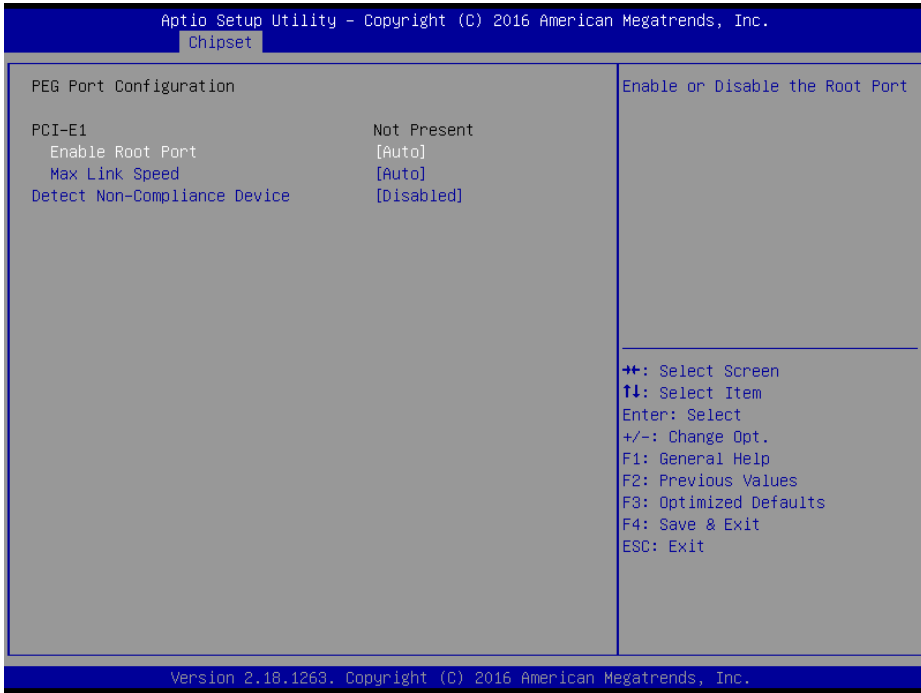 Aptio Setup Utility – Copyright (C) 2016 American Megatrends, Inc.
Chipset
PEG Port Configuration
PCI-E1 Not Present
Enable Root Port [Auto]
Max Link Speed [Auto]
Detect Non-Compliance Device [Disabled]
Enable or Disable the Root Port
→←: Select Screen
↑↓: Select Item
Enter: Select
+/-: Change Opt.
F1: General Help
F2: Previous Values
F3: Optimized Defaults
F4: Save & Exit
ESC: Exit
Version 2.18.1263. Copyright (C) 2016 American Megatrends, Inc.